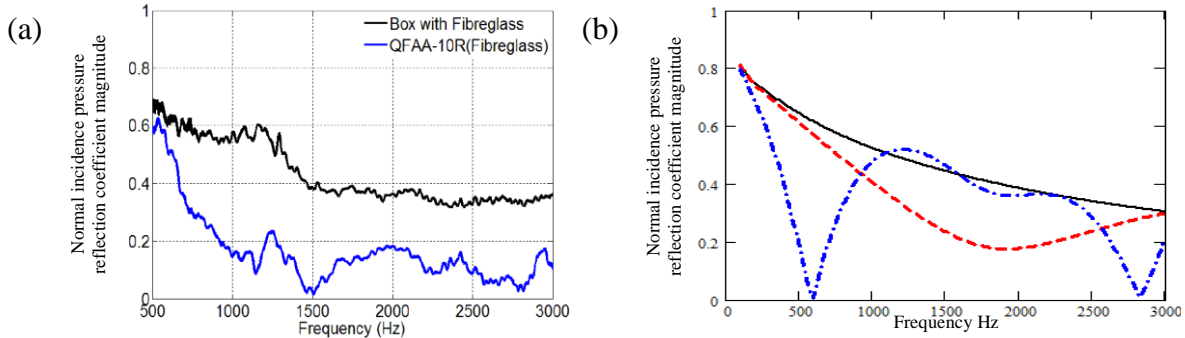 (a)
Normal incidence pressure
reflection coefficient magnitude
1
0.8
0.6
0.4
0.2
0
Box with Fibreglass
QFAA-10R(Fibreglass)
500
1000
1500
2000
2500
3000
Frequency (Hz)
(b)
Normal incidence pressure
reflection coefficient magnitude
1
0.8
0.6
0.4
0.2
0
0
500
1000
1500
2000
2500
3000
Frequency Hz